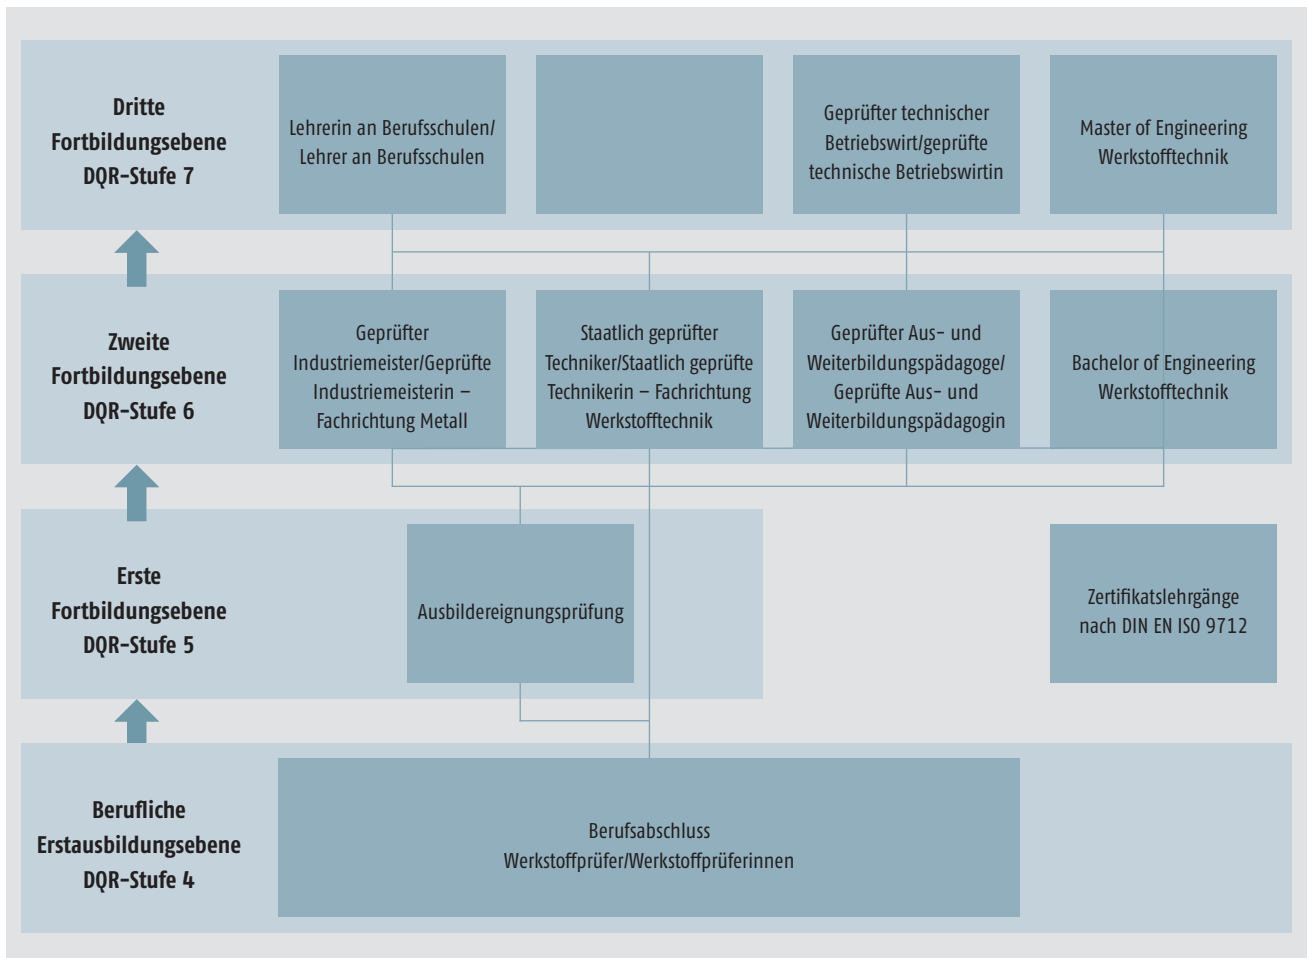 Dritte
Fortbildungsebene
DQR-Stufe 7
Lehrerin an Berufsschulen/
Lehrer an Berufsschulen
Geprüfter technischer
Betriebswirt/geprüfte
technische Betriebswirtin
Master of Engineering
Werkstofftechnik
Zweite
Fortbildungsebene
DQR-Stufe 6
Geprüfter
Industriemeister/Geprüfte
Industriemeisterin –
Fachrichtung Metall
Staatlich geprüfter
Techniker/Staatlich geprüfte
Technikerin – Fachrichtung
Werkstofftechnik
Geprüfter Aus- und
Weiterbildungspädagoge/
Geprüfte Aus- und
Weiterbildungspädagogin
Bachelor of Engineering
Werkstofftechnik
Erste
Fortbildungsebene
DQR-Stufe 5
Ausbildereignungsprüfung
Zertifikatslehrgänge
nach DIN EN ISO 9712
Berufliche
Erstausbildungsebene
DQR-Stufe 4
Berufsabschluss
Werkstoffprüfer/Werkstoffprüferinnen